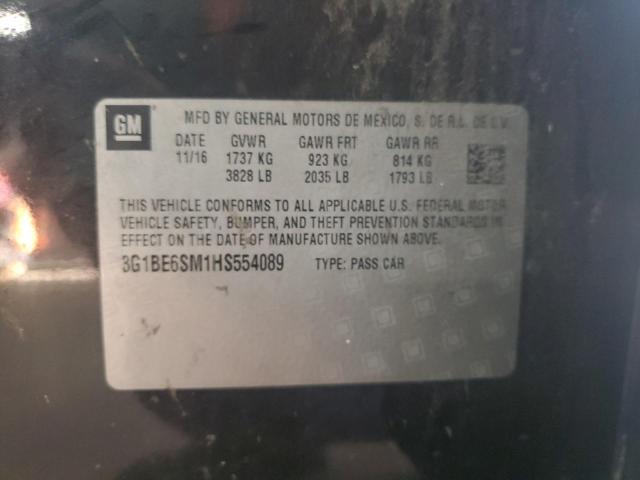 GM
MFD BY GENERAL MOTORS DE MEXICO, S. DE R.L. DE C.V.
DATE GVWR GAWR FRT GAWR RR
11/16 1737 KG 923 KG 814 KG
3828 LB 2035 LB 1793 LB
THIS VEHICLE CONFORMS TO ALL APPLICABLE U.S. FEDERAL MOTOR
VEHICLE SAFETY, BUMPER, AND THEFT PREVENTION STANDARDS IN
EFFECT ON THE DATE OF MANUFACTURE SHOWN ABOVE.
3G1BE6SM1HS554089 TYPE: PASS CAR